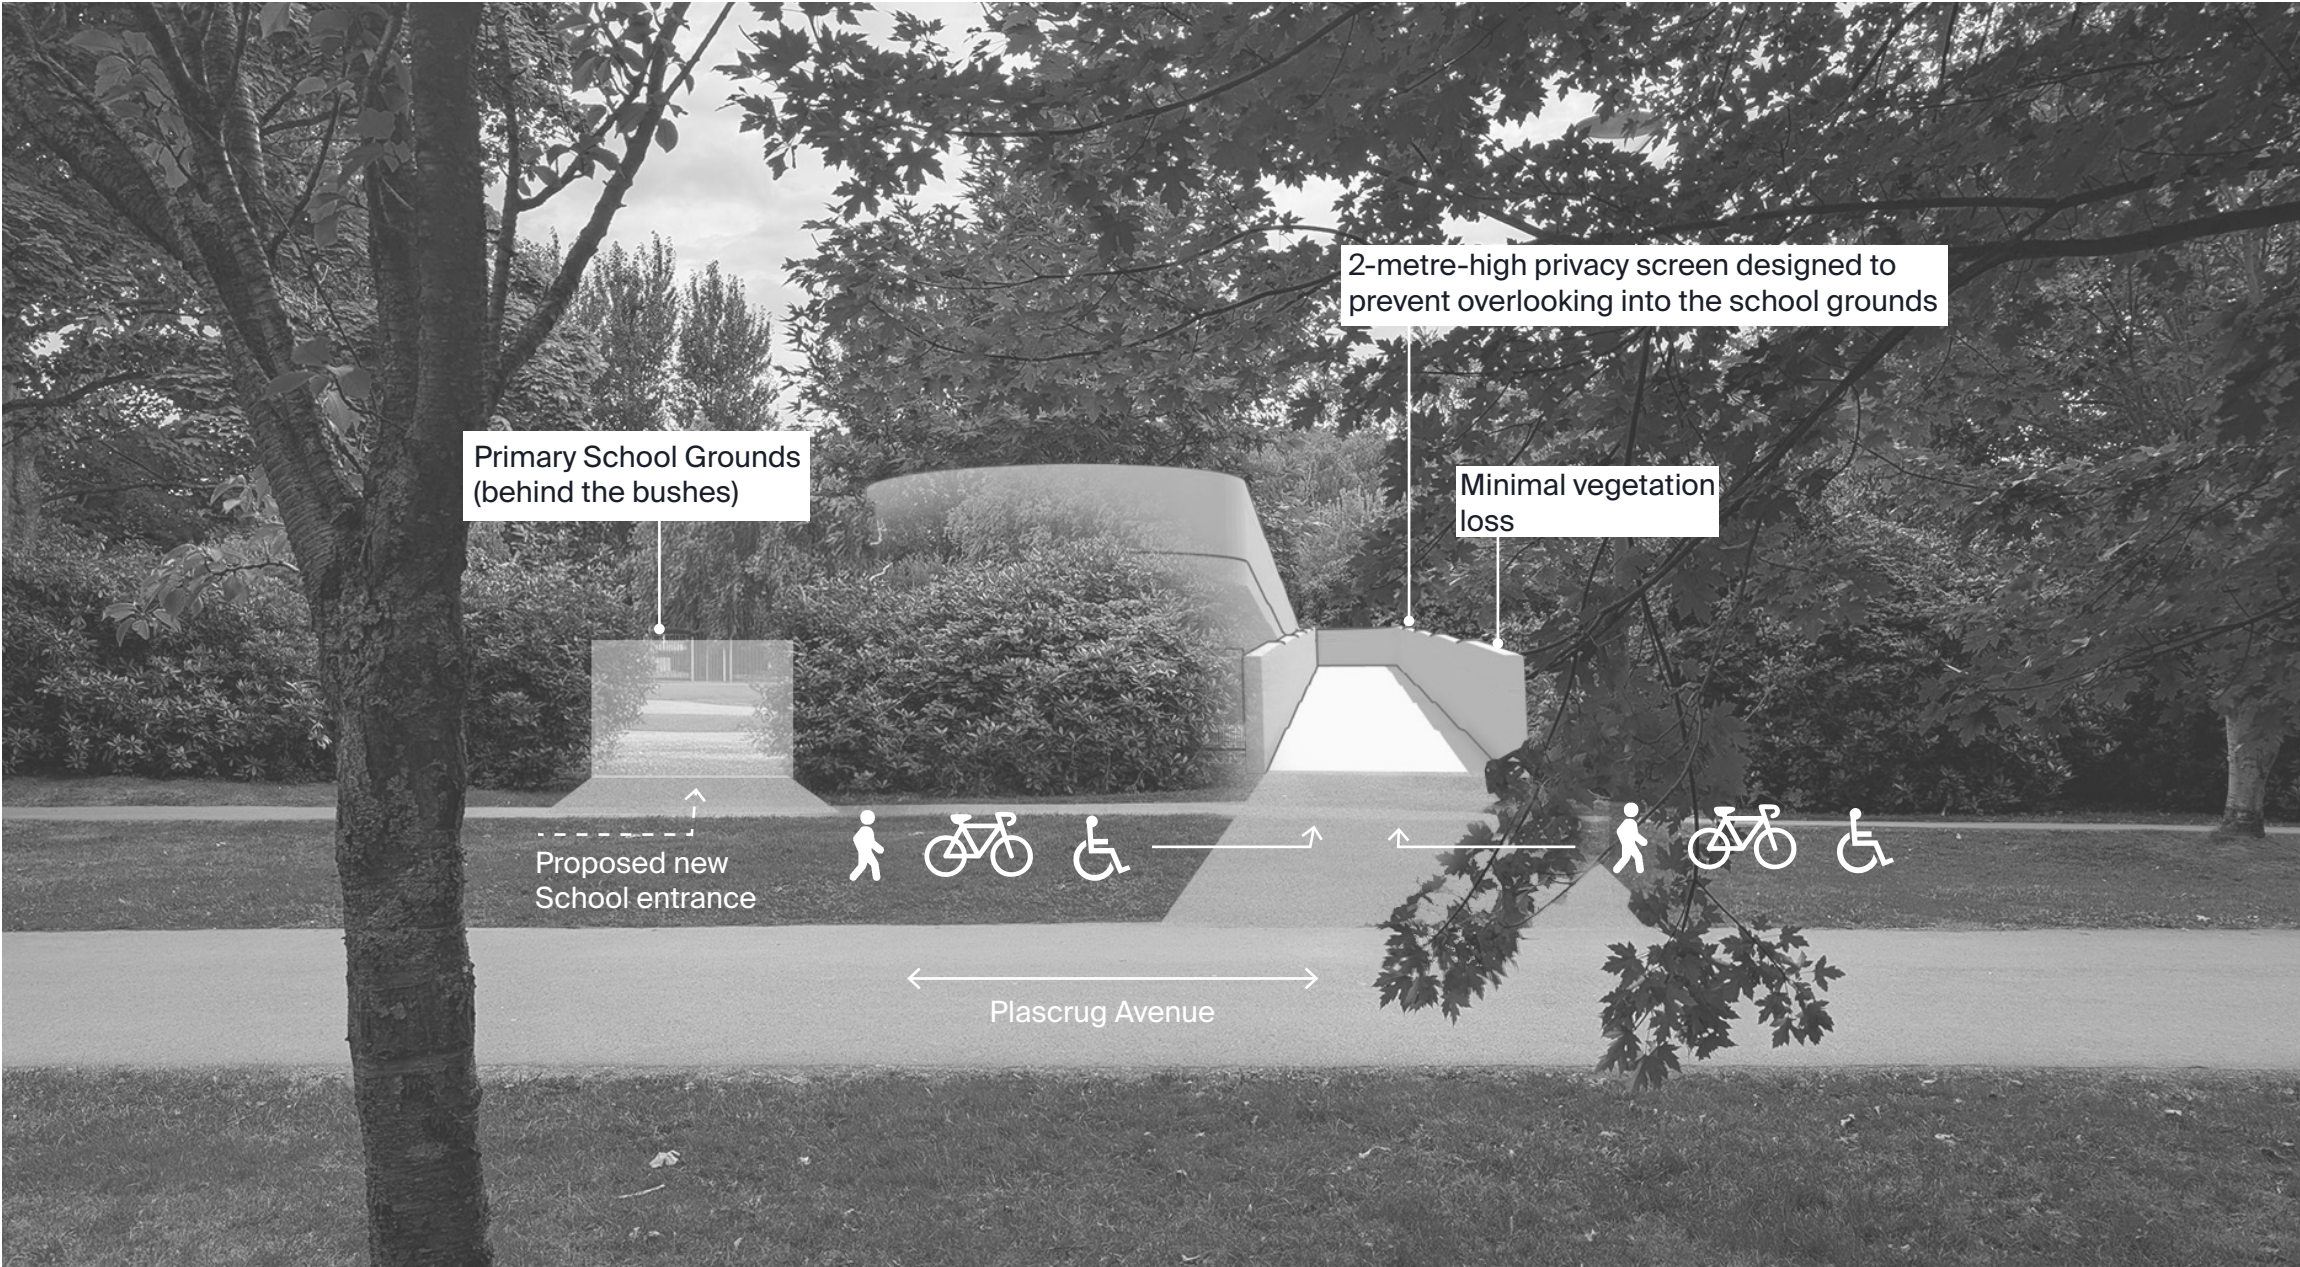 2-metre-high privacy screen designed to
prevent overlooking into the school grounds
Primary School Grounds
(behind the bushes)
Minimal vegetation
loss
Proposed new
School entrance
Plascrug Avenue